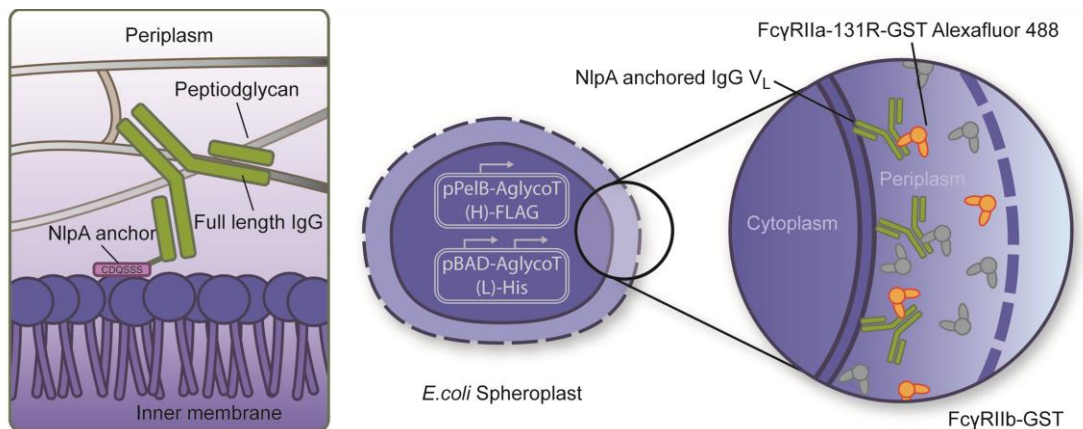 Periplasm
Peptiodglycan
NlpA anchor
Full length IgG
CDQSSS
Inner membrane
pPelB-AglycoT
(H)-FLAG
pBAD-AglycoT
(L)-His
E.coli Spheroplast
FcγRIIa-131R-GST Alexafluor 488
NlpA anchored IgG VL
Periplasm
Cytoplasm
FcγRIIb-GST